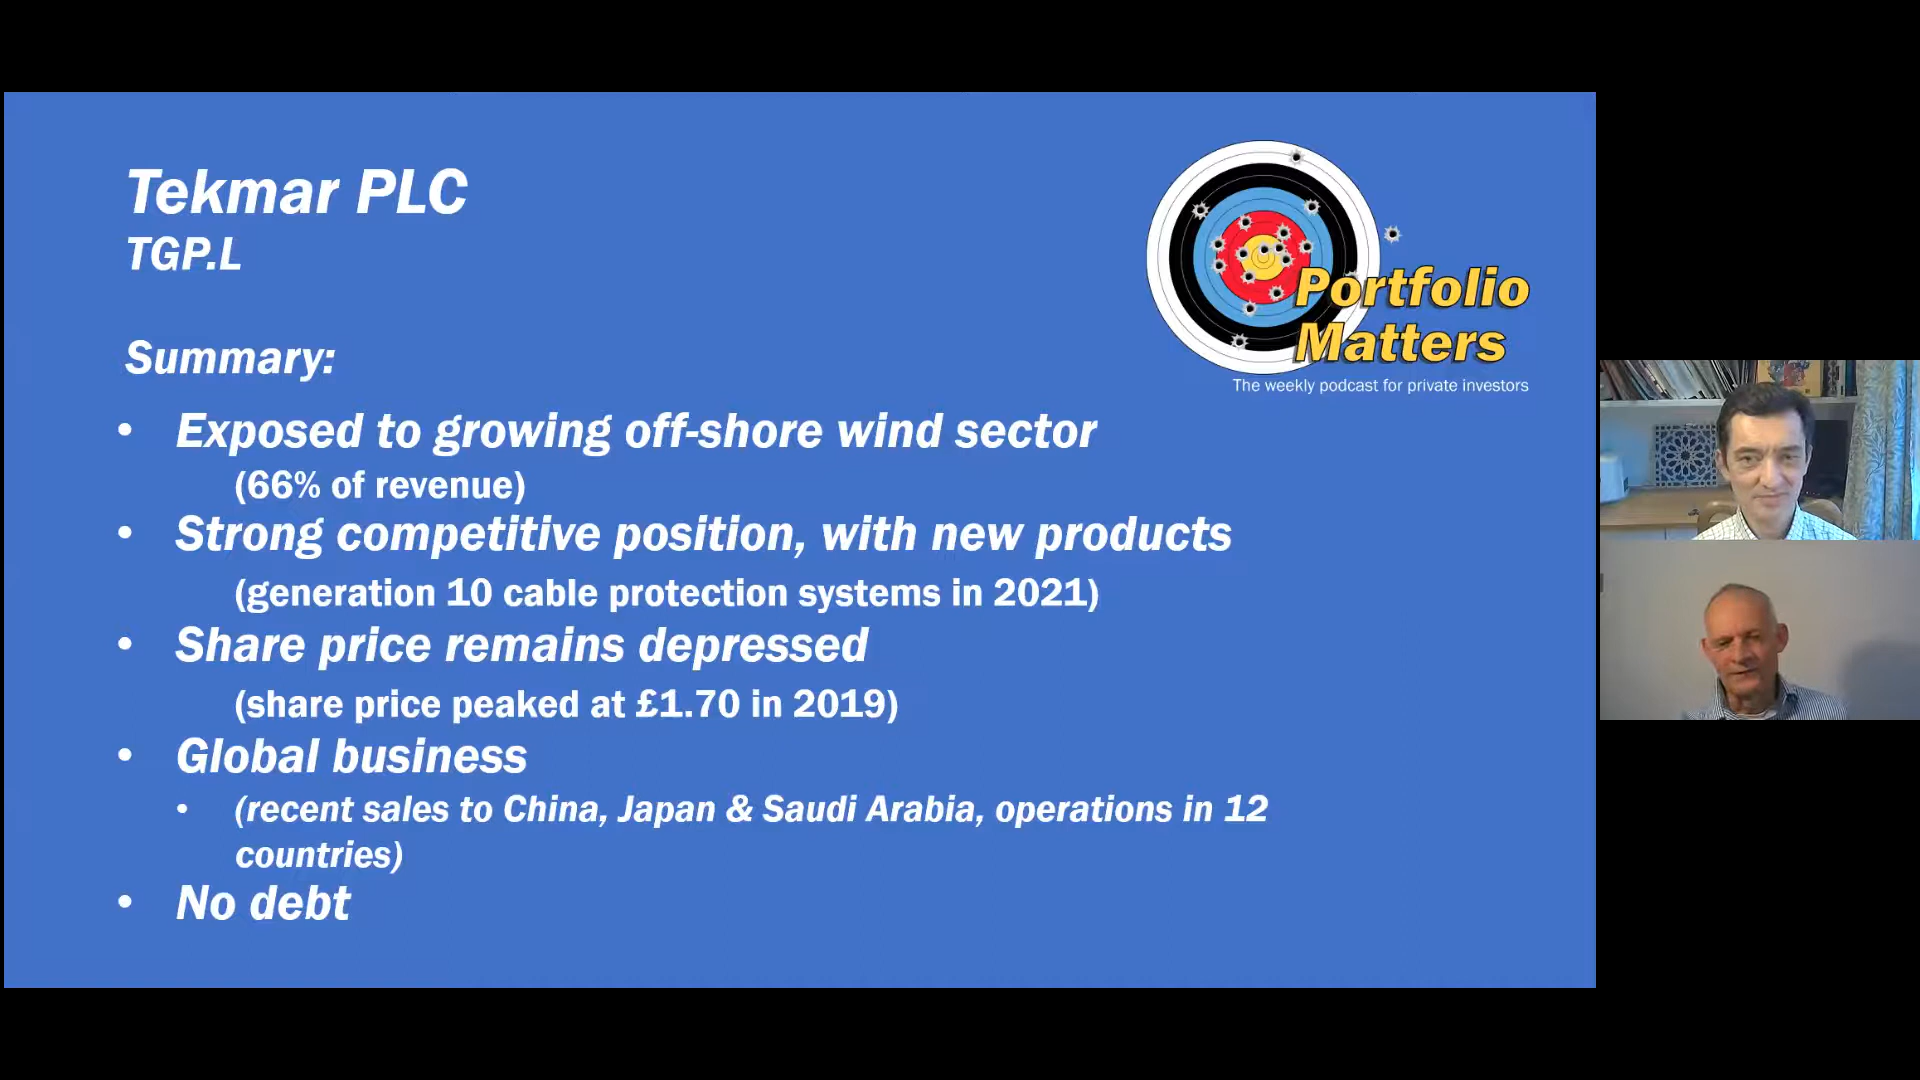 Tekmar PLC
TGP.L
Portfolio
Matters
The weekly podcast for private investors
Summary:
• Exposed to growing off-shore wind sector
(66% of revenue)
• Strong competitive position, with new products
(generation 10 cable protection systems in 2021)
• Share price remains depressed
(share price peaked at £1.70 in 2019)
• Global business
• (recent sales to China, Japan & Saudi Arabia, operations in 12
countries)
• No debt